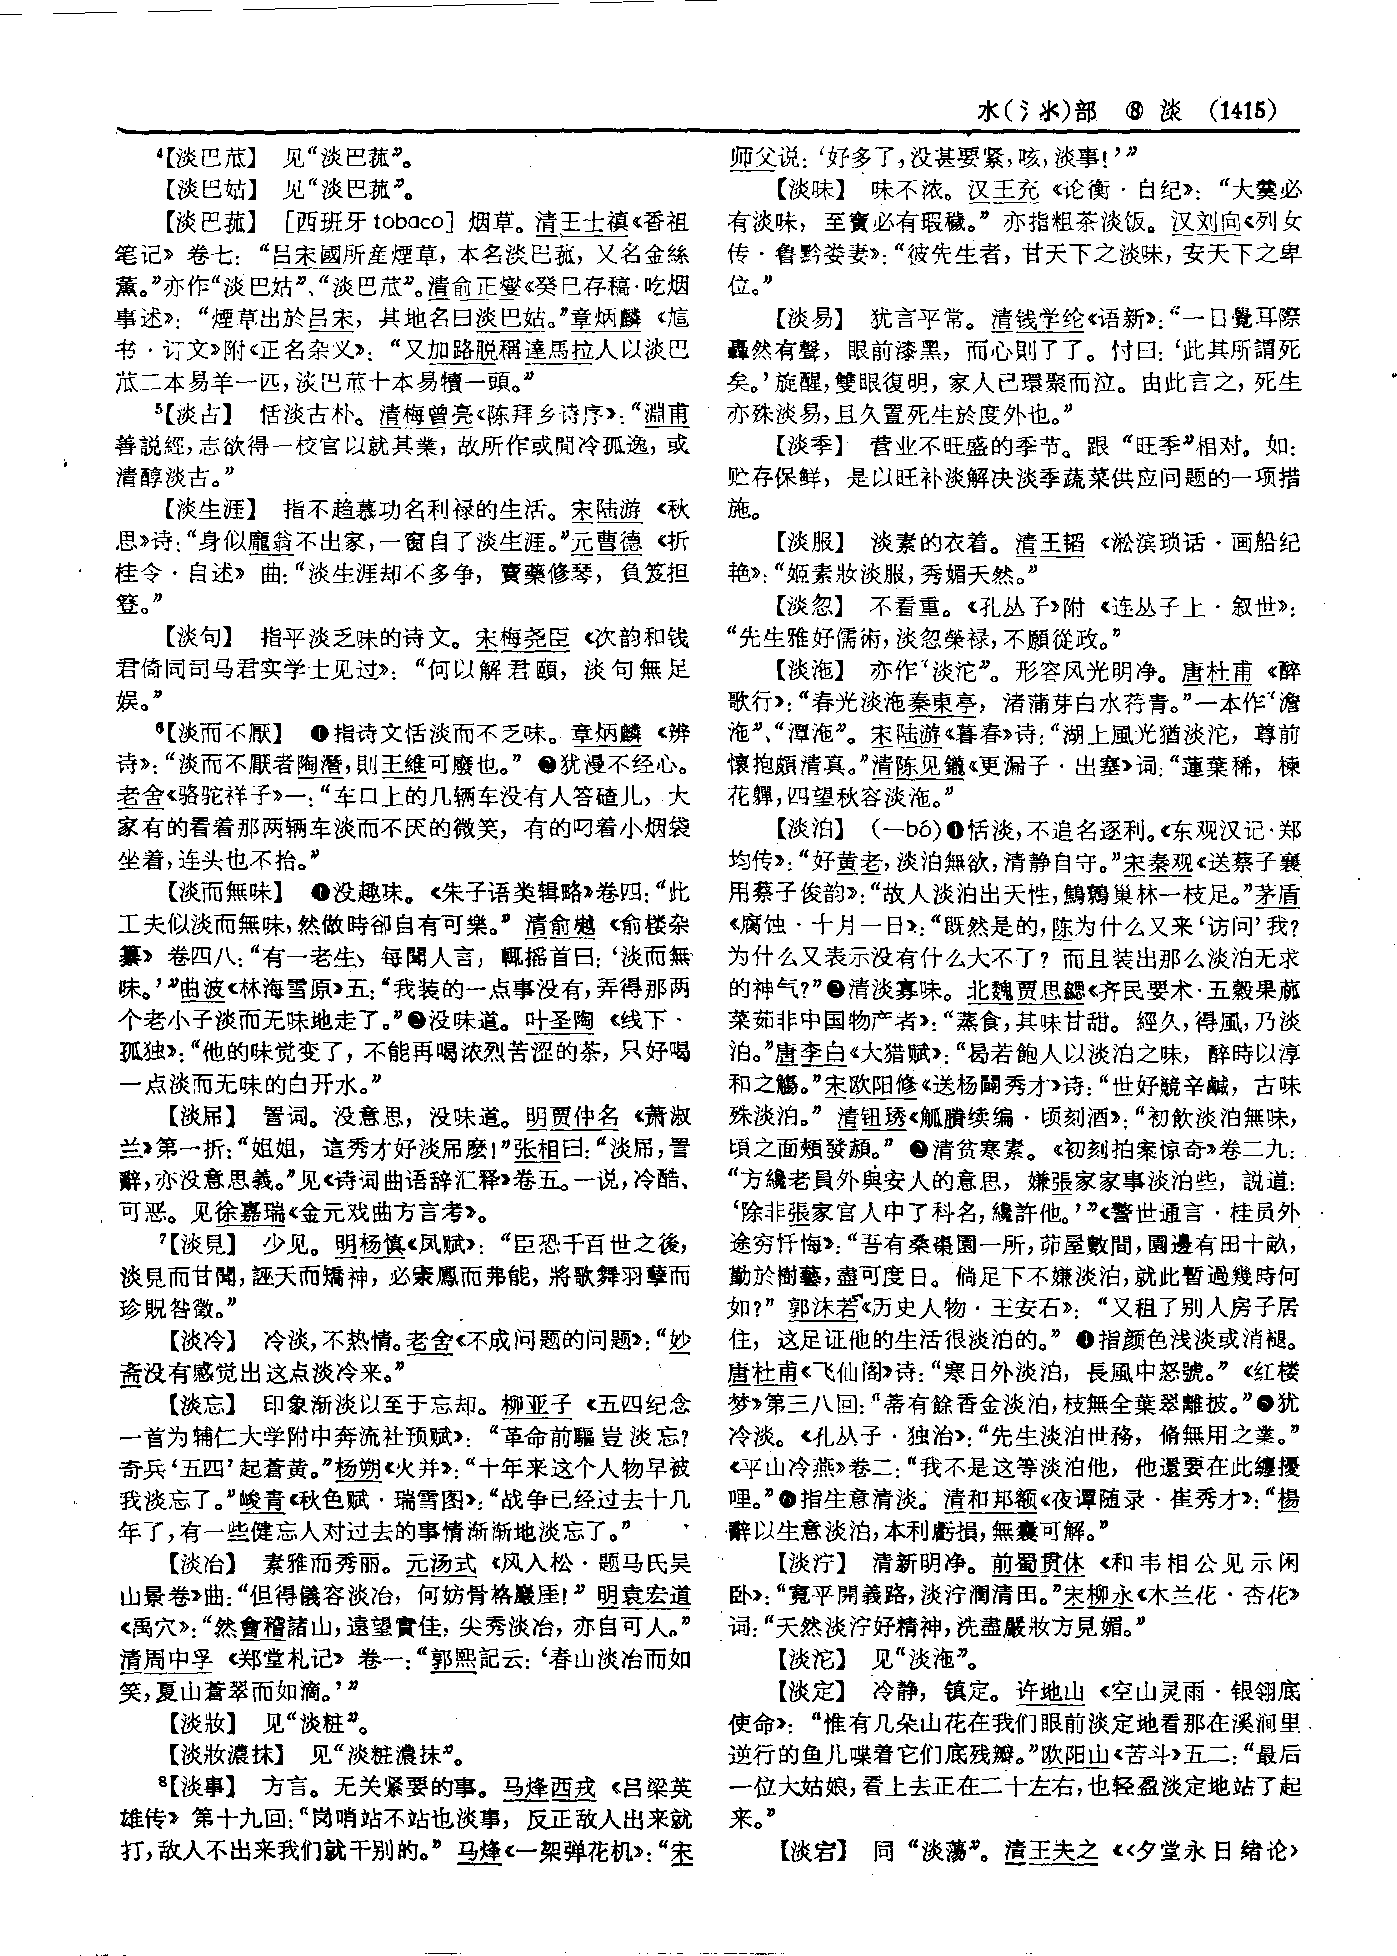 水(氵氺)部 ⑧ 淡 (1415)
⁴【淡巴苽】 见“淡巴菰”。
【淡巴姑】 见“淡巴菰”。
【淡巴菰】 [西班牙 tobaco] 烟草。清王士禛《香祖
笔记》卷七：“吕宋國所産煙草，本名淡巴菰，又名金絲
薰。”亦作“淡巴姑”、“淡巴苽”。清俞正燮《癸巳存稿·吃烟
事述》：“煙草出於吕宋，其地名曰淡巴姑。”章炳麟《訄
书·订文》附《正名杂义》：“又加路脱稱達馬拉人以淡巴
苽二本易羊一匹，淡巴苽十本易犢一頭。”
⁵【淡古】 恬淡古朴。清梅曾亮《陈拜乡诗序》：“淵甫
善説經，志欲得一校官以就其業，故所作或閒冷孤逸，或
清醇淡古。”
【淡生涯】 指不趋慕功名利禄的生活。宋陆游《秋
思》诗：“身似龐翁不出家，一窗自了淡生涯。”元曹德《折
桂令·自述》曲：“淡生涯却不多争，賣藥修琴，負笈担
簦。”
【淡句】 指平淡乏味的诗文。宋梅尧臣《次韵和钱
君倚同司马君实学士见过》：“何以解君頤，淡句無足
娱。”
⁶【淡而不厭】 ❶指诗文恬淡而不乏味。章炳麟《辨
诗》：“淡而不厭者陶潛，則王維可廢也。” ❷犹漫不经心。
老舍《骆驼祥子》一：“车口上的几辆车没有人答碴儿，大
家有的看着那两辆车淡而不厌的微笑，有的叼着小烟袋
坐着，连头也不抬。”
【淡而無味】 ❶没趣味。《朱子语类辑略》卷四：“此
工夫似淡而無味，然做時卻自有可樂。”清俞樾《俞楼杂
纂》卷四八：“有一老生，每聞人言，輒摇首曰：‘淡而無
味。’”曲波《林海雪原》五：“我装的一点事没有，弄得那两
个老小子淡而无味地走了。”❷没味道。叶圣陶《线下·
孤独》：“他的味觉变了，不能再喝浓烈苦涩的茶，只好喝
一点淡而无味的白开水。”
【淡屌】 詈词。没意思，没味道。明贾仲名《萧淑
兰》第一折：“姐姐，這秀才好淡屌麽！”张相曰：“淡屌，詈
辭，亦没意思義。”见《诗词曲语辞汇释》卷五。一说，冷酷、
可恶。见徐嘉瑞《金元戏曲方言考》。
⁷【淡見】 少见。明杨慎《凤赋》：“臣恐千百世之後，
淡見而甘聞，誣天而矯神，必豢鳳而弗能，將歌舞羽孽而
珍貺咎徵。”
【淡冷】 冷淡，不热情。老舍《不成问题的问题》：“妙
斋没有感觉出这点淡冷来。”
【淡忘】 印象渐淡以至于忘却。柳亚子《五四纪念
一首为辅仁大学附中奔流社预赋》：“革命前驅豈淡忘？
奇兵‘五四’起蒼黄。”杨朔《火并》：“十年来这个人物早被
我淡忘了。”峻青《秋色赋·瑞雪图》：“战争已经过去十几
年了，有一些健忘人对过去的事情渐渐地淡忘了。”
【淡冶】 素雅而秀丽。元汤式《风入松·题马氏吴
山景卷》曲：“但得儀容淡冶，何妨骨格巖厓！”明袁宏道
《禹穴》：“然會稽諸山，遠望實佳，尖秀淡冶，亦自可人。”
清周中孚《郑堂札记》卷一：“郭熙記云：‘春山淡冶而如
笑，夏山蒼翠而如滴。’”
【淡妝】 见“淡粧”。
【淡妝濃抹】 见“淡粧濃抹”。
⁸【淡事】 方言。无关紧要的事。马烽西戎《吕梁英
雄传》第十九回：“岗哨站不站也淡事，反正敌人出来就
打，敌人不出来我们就干别的。”马烽《一架弹花机》：“宋
师父说：‘好多了，没甚要紧，咳，淡事！’”
【淡味】 味不浓。汉王充《论衡·自纪》：“大羹必
有淡味，至寶必有瑕穢。”亦指粗茶淡饭。汉刘向《列女
传·鲁黔娄妻》：“彼先生者，甘天下之淡味，安天下之卑
位。”
【淡易】 犹言平常。清钱学纶《语新》：“一日覺耳際
轟然有聲，眼前漆黑，而心則了了。忖曰：‘此其所謂死
矣。’旋醒，雙眼復明，家人已環聚而泣。由此言之，死生
亦殊淡易，且久置死生於度外也。”
【淡季】 营业不旺盛的季节。跟“旺季”相对。如：
贮存保鲜，是以旺补淡解决淡季蔬菜供应问题的一项措
施。
【淡服】 淡素的衣着。清王韬《淞滨琐话·画船纪
艳》：“姬素妝淡服，秀媚天然。”
【淡忽】 不看重。《孔丛子》附《连丛子上·叙世》：
“先生雅好儒術，淡忽榮禄，不願從政。”
【淡沲】 亦作“淡沱”。形容风光明净。唐杜甫《醉
歌行》：“春光淡沲秦東亭，渚蒲芽白水荇青。”一本作“澹
沲”、“潭沲”。宋陆游《暮春》诗：“湖上風光猶淡沱，尊前
懷抱頗清真。”清陈见鑨《更漏子·出塞》词：“蓮葉稀，楝
花嚲，四望秋容淡沲。”
【淡泊】 (—bó)❶恬淡，不追名逐利。《东观汉记·郑
均传》：“好黄老，淡泊無欲，清静自守。”宋秦观《送蔡子襄
用蔡子俊韵》：“故人淡泊出天性，鷦鷯巢林一枝足。”茅盾
《腐蚀·十月一日》：“既然是的，陈为什么又来‘访问’我？
为什么又表示没有什么大不了？而且装出那么淡泊无求
的神气？”❷清淡寡味。北魏贾思勰《齐民要术·五穀果蓏
菜茹非中国物产者》：“蒸食，其味甘甜。經久，得風，乃淡
泊。”唐李白《大猎赋》：“曷若飽人以淡泊之味，醉時以淳
和之觴。”宋欧阳修《送杨闢秀才》诗：“世好競辛鹹，古味
殊淡泊。”清钮琇《觚賸续编·顷刻酒》：“初飲淡泊無味，
頃之面頰發頳。” ❸清贫寒素。《初刻拍案惊奇》卷二九：
“方纔老員外與安人的意思，嫌張家家事淡泊些，説道：
‘除非張家官人中了科名，纔許他。’”《警世通言·桂员外
途穷忏悔》：“吾有桑棗園一所，茆屋數間，園邊有田十畝，
勤於樹藝，盡可度日。倘足下不嫌淡泊，就此暫過幾時何
如？”郭沫若《历史人物·王安石》：“又租了别人房子居
住，这足证他的生活很淡泊的。” ❹指颜色浅淡或消褪。
唐杜甫《飞仙阁》诗：“寒日外淡泊，長風中怒號。”《红楼
梦》第三八回：“蒂有餘香金淡泊，枝無全葉翠離披。”❺犹
冷淡。《孔丛子·独治》：“先生淡泊世務，脩無用之業。”
《平山冷燕》卷二：“我不是这等淡泊他，他還要在此纏擾
哩。”❻指生意清淡。清和邦额《夜谭随录·崔秀才》：“楊
辭以生意淡泊，本利虧損，無囊可解。”
【淡泞】 清新明净。前蜀贯休《和韦相公见示闲
卧》：“寬平開義路，淡泞潤清田。”宋柳永《木兰花·杏花》
词：“天然淡泞好精神，洗盡嚴妝方見媚。”
【淡沱】 见“淡沲”。
【淡定】 冷静，镇定。许地山《空山灵雨·银翎底
使命》：“惟有几朵山花在我们眼前淡定地看那在溪涧里
逆行的鱼儿喋着它们底残瓣。”欧阳山《苦斗》五二：“最后
一位大姑娘，看上去正在二十左右，也轻盈淡定地站了起
来。”
【淡宕】 同“淡蕩”。清王夫之《〈夕堂永日绪论〉